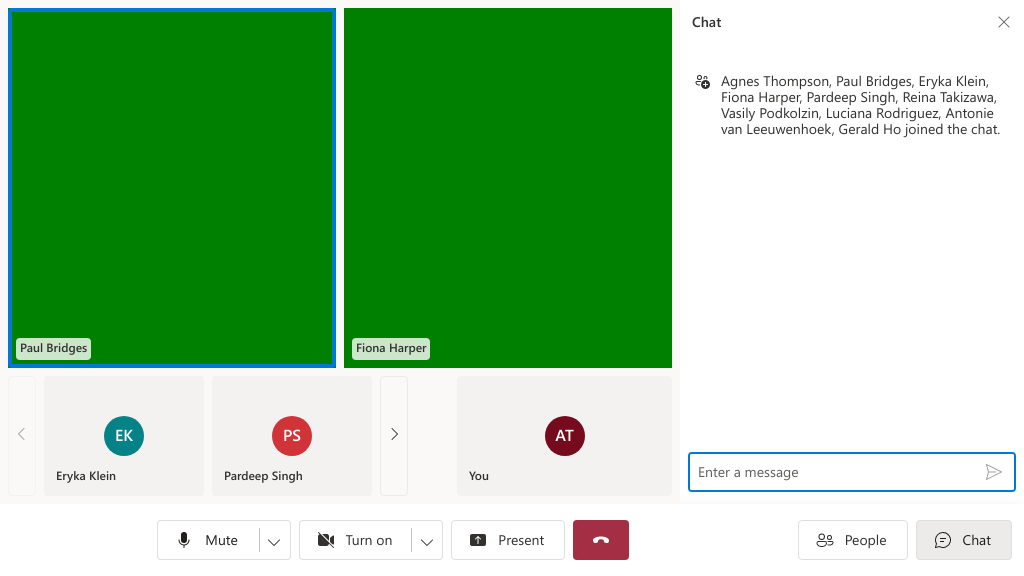 Chat
Agnes Thompson, Paul Bridges, Eryka Klein,
Fiona Harper, Pardeep Singh, Reina Takizawa,
Vasily Podkolzin, Luciana Rodriguez, Antonie
van Leeuwenhoek, Gerald Ho joined the chat.
Paul Bridges
Fiona Harper
EK
Eryka Klein
PS
Pardeep Singh
AT
You
Enter a message
Mute
Turn on
Present
People
Chat